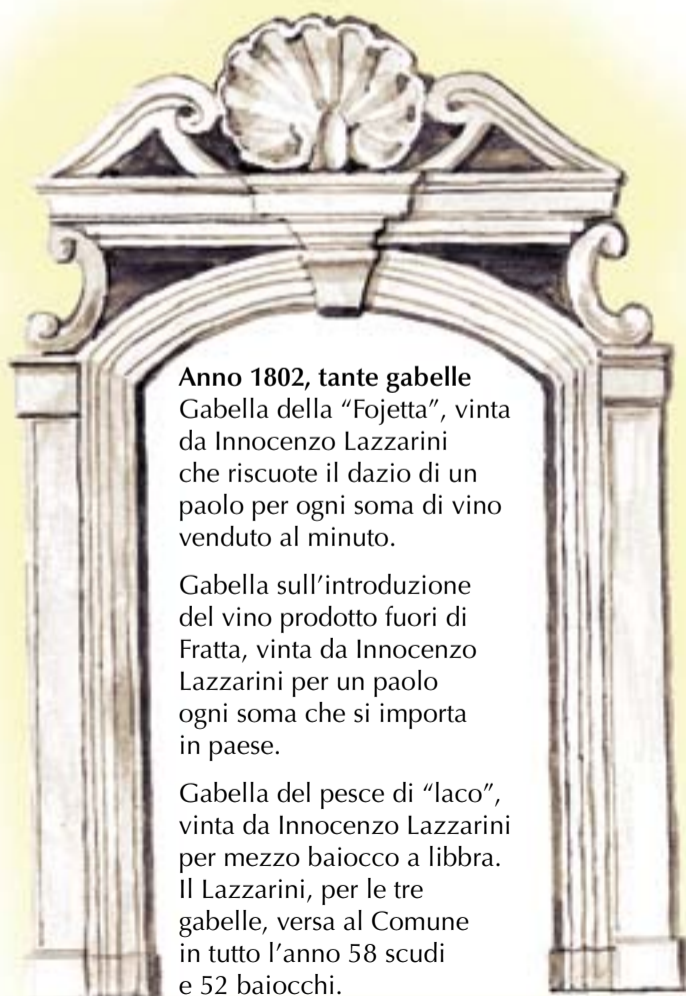 Anno 1802, tante gabelle
Gabella della “Fojetta”, vinta
da Innocenzo Lazzarini
che riscuote il dazio di un
paolo per ogni soma di vino
venduto al minuto.
Gabella sull’introduzione
del vino prodotto fuori di
Fratta, vinta da Innocenzo
Lazzarini per un paolo
ogni soma che si importa
in paese.
Gabella del pesce di “laco”,
vinta da Innocenzo Lazzarini
per mezzo baiocco a libbra.
Il Lazzarini, per le tre
gabelle, versa al Comune
in tutto l’anno 58 scudi
e 52 baiocchi.